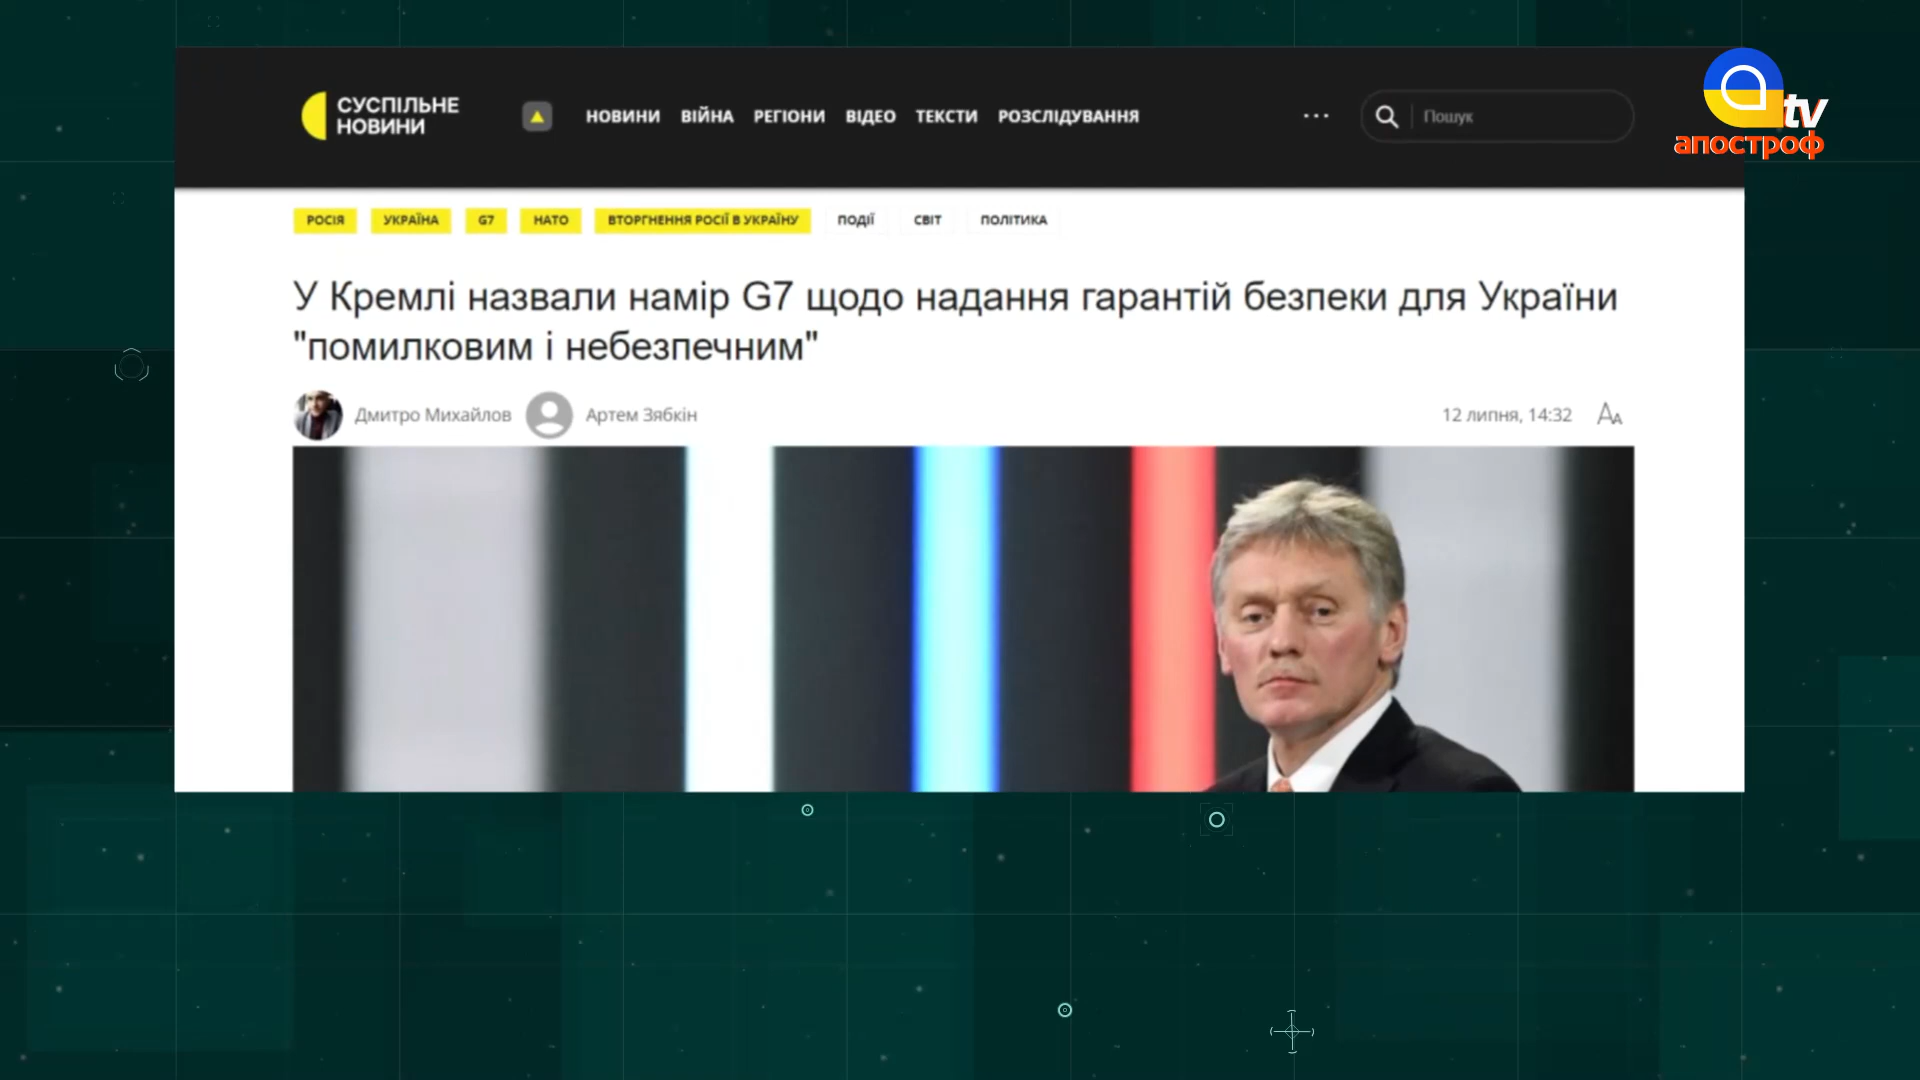 СУСПІЛЬНЕ
НОВИНИ
НОВИНИ ВІЙНА РЕГІОНИ ВІДЕО ТЕКСТИ РОЗСЛІДУВАННЯ
Пошук
tv
апостроф
РОСІЯ УКРАЇНА G7 НАТО ВТОРГНЕННЯ РОСІЇ В УКРАЇНУ ПОДІЇ СВІТ ПОЛІТИКА
У Кремлі назвали намір G7 щодо надання гарантій безпеки для України
"помилковим і небезпечним"
Дмитро Михайлов Артем Зябкін 12 липня, 14:32 АА